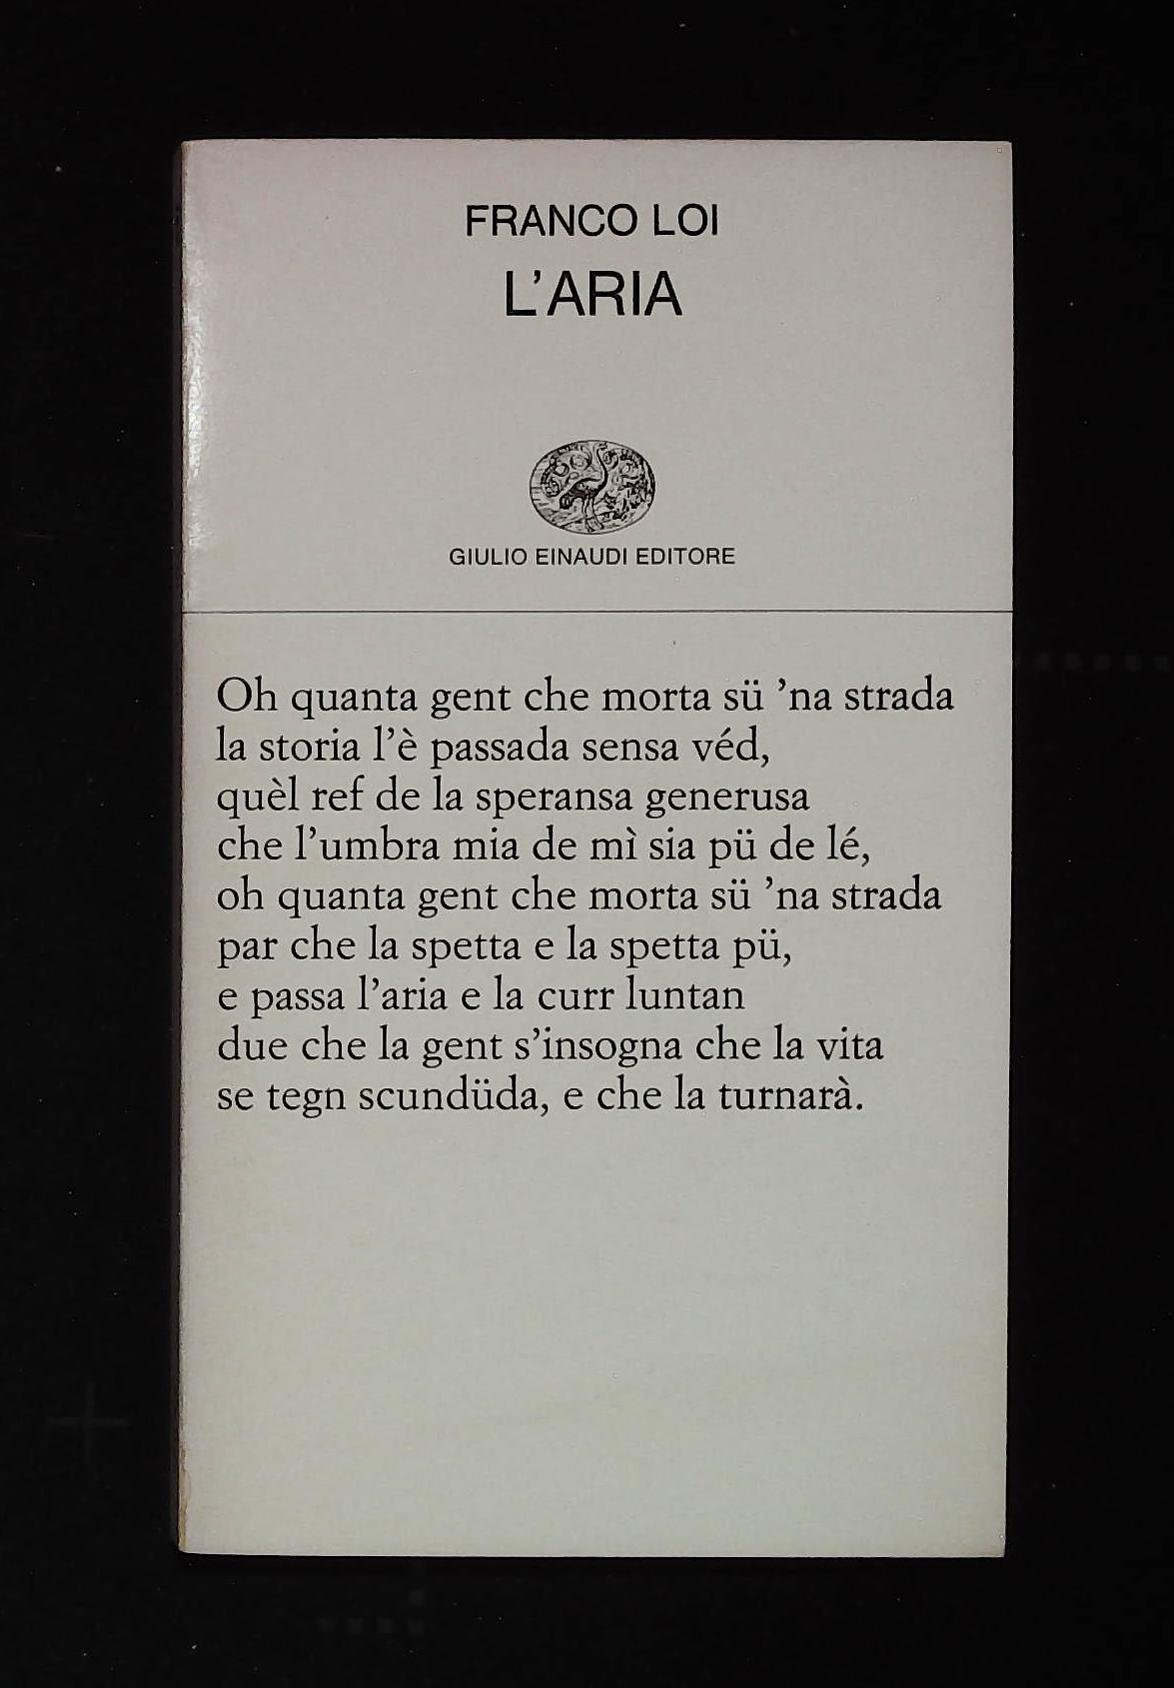 FRANCO LOI
L’ARIA
GIULIO EINAUDI EDITORE
Oh quanta gent che morta sü ’na strada
la storia l’è passada sensa véd,
quèl ref de la speransa generusa
che l’umbra mia de mì sia pü de lé,
oh quanta gent che morta sü ’na strada
par che la spetta e la spetta pü,
e passa l’aria e la curr luntan
due che la gent s’insogna che la vita
se tegn scundüda, e che la turnarà.